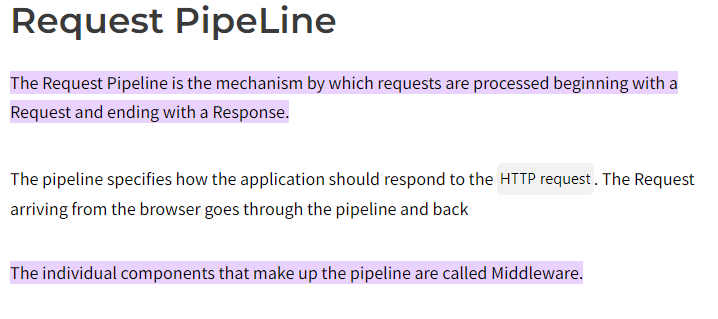 Request PipeLine
The Request Pipeline is the mechanism by which requests are processed beginning with a
Request and ending with a Response.
The pipeline specifies how the application should respond to the HTTP request. The Request
arriving from the browser goes through the pipeline and back
The individual components that make up the pipeline are called Middleware.